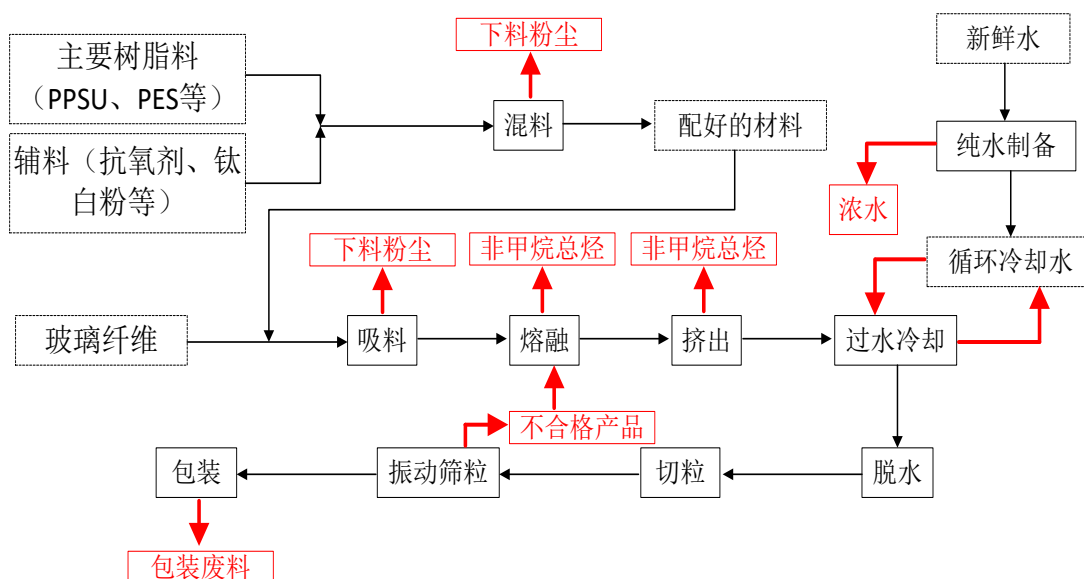 下料粉尘
新鲜水
主要树脂料
（PPSU、PES等）
混料
配好的材料
纯水制备
辅料（抗氧剂、钛
白粉等）
浓水
下料粉尘
非甲烷总烃
非甲烷总烃
循环冷却水
玻璃纤维
吸料
熔融
挤出
过水冷却
不合格产品
包装
振动筛粒
切粒
脱水
包装废料